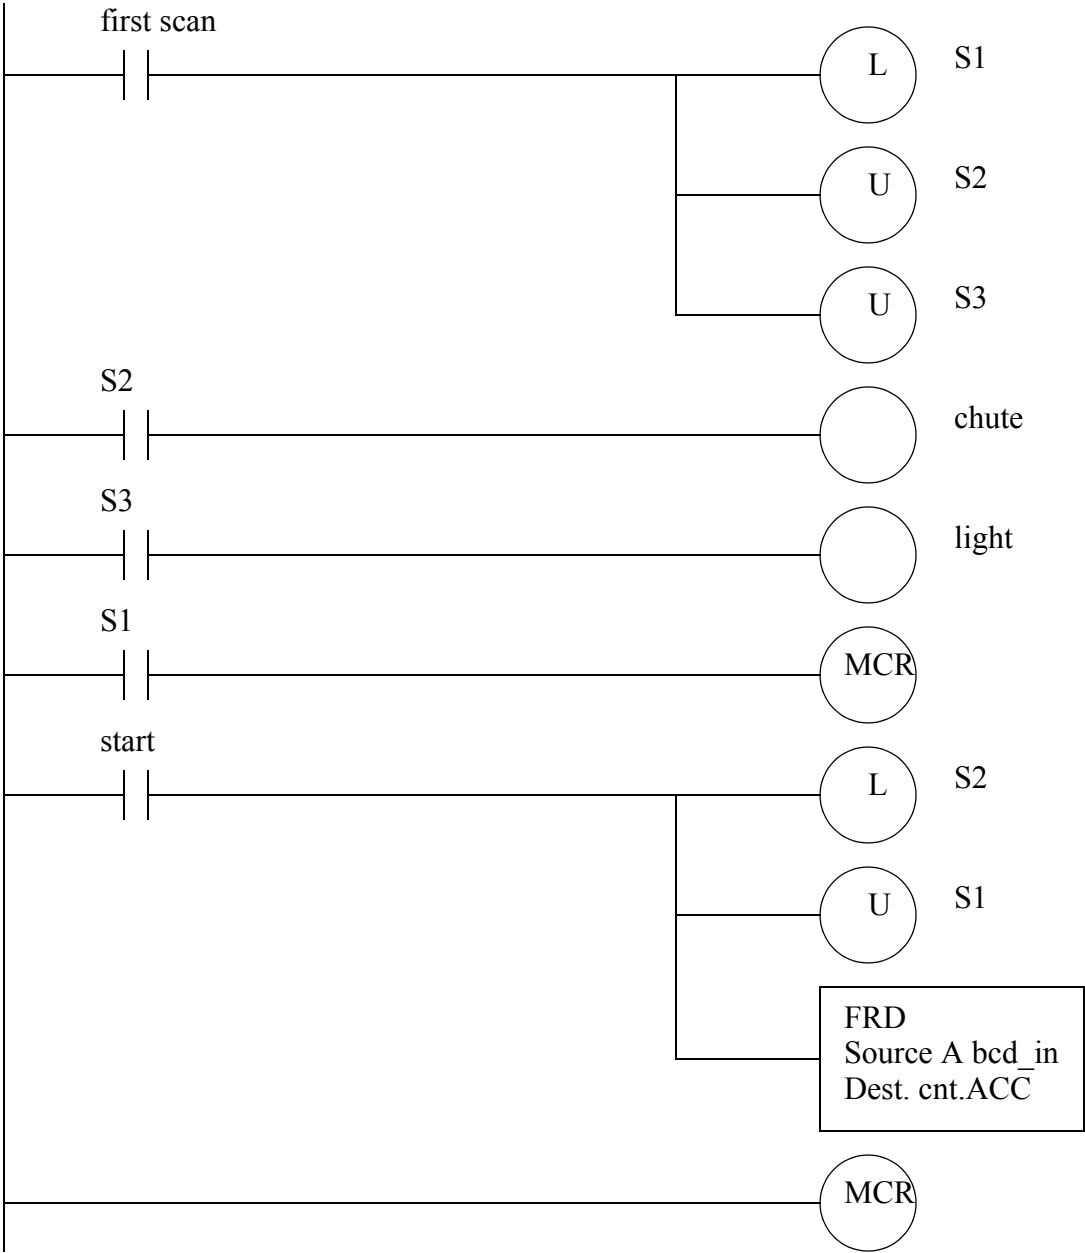 first scan
L S1
U S2
U S3
S2
chute
S3
light
S1
MCR
start
L S2
U S1
FRD
Source A bcd_in
Dest. cnt.ACC
MCR